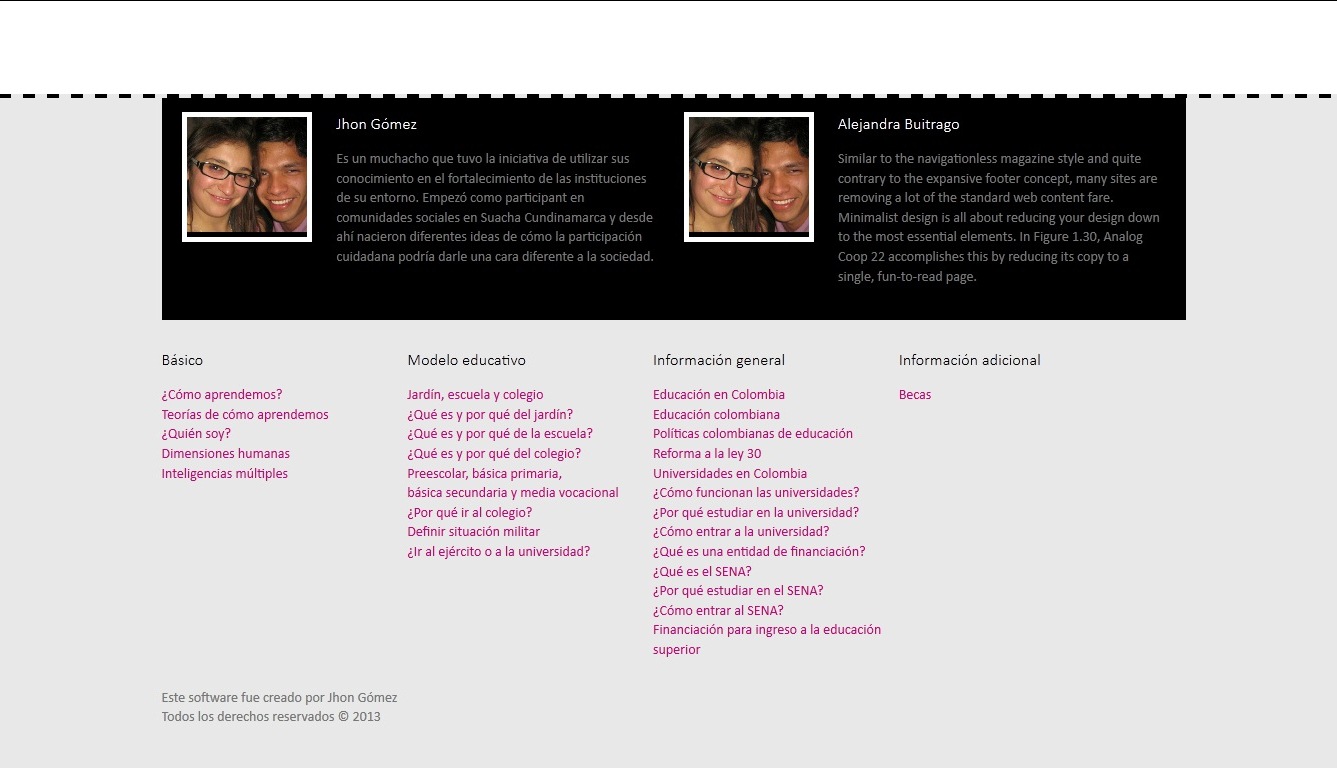 Jhon Gómez
Es un muchacho que tuvo la iniciativa de utilizar sus
conocimiento en el fortalecimiento de las instituciones
de su entorno. Empezó como participant en
comunidades sociales en Suacha Cundinamarca y desde
ahí nacieron diferentes ideas de cómo la participación
cuidadana podría darle una cara diferente a la sociedad.
Alejandra Buitrago
Similar to the navigationless magazine style and quite
contrary to the expansive footer concept, many sites are
removing a lot of the standard web content fare.
Minimalist design is all about reducing your design down
to the most essential elements. In Figure 1.30, Analog
Coop 22 accomplishes this by reducing its copy to a
single, fun-to-read page.
Básico
¿Cómo aprendemos?
Teorías de cómo aprendemos
¿Quién soy?
Dimensiones humanas
Inteligencias múltiples
Modelo educativo
Jardín, escuela y colegio
¿Qué es y por qué del jardín?
¿Qué es y por qué de la escuela?
¿Qué es y por qué del colegio?
Preescolar, básica primaria,
básica secundaria y media vocacional
¿Por qué ir al colegio?
Definir situación militar
¿Ir al ejército o a la universidad?
Información general
Educación en Colombia
Educación colombiana
Políticas colombianas de educación
Reforma a la ley 30
Universidades en Colombia
¿Cómo funcionan las universidades?
¿Por qué estudiar en la universidad?
¿Cómo entrar a la universidad?
¿Qué es una entidad de financiación?
¿Qué es el SENA?
¿Por qué estudiar en el SENA?
¿Cómo entrar al SENA?
Financiación para ingreso a la educación
superior
Información adicional
Becas
Este software fue creado por Jhon Gómez
Todos los derechos reservados © 2013